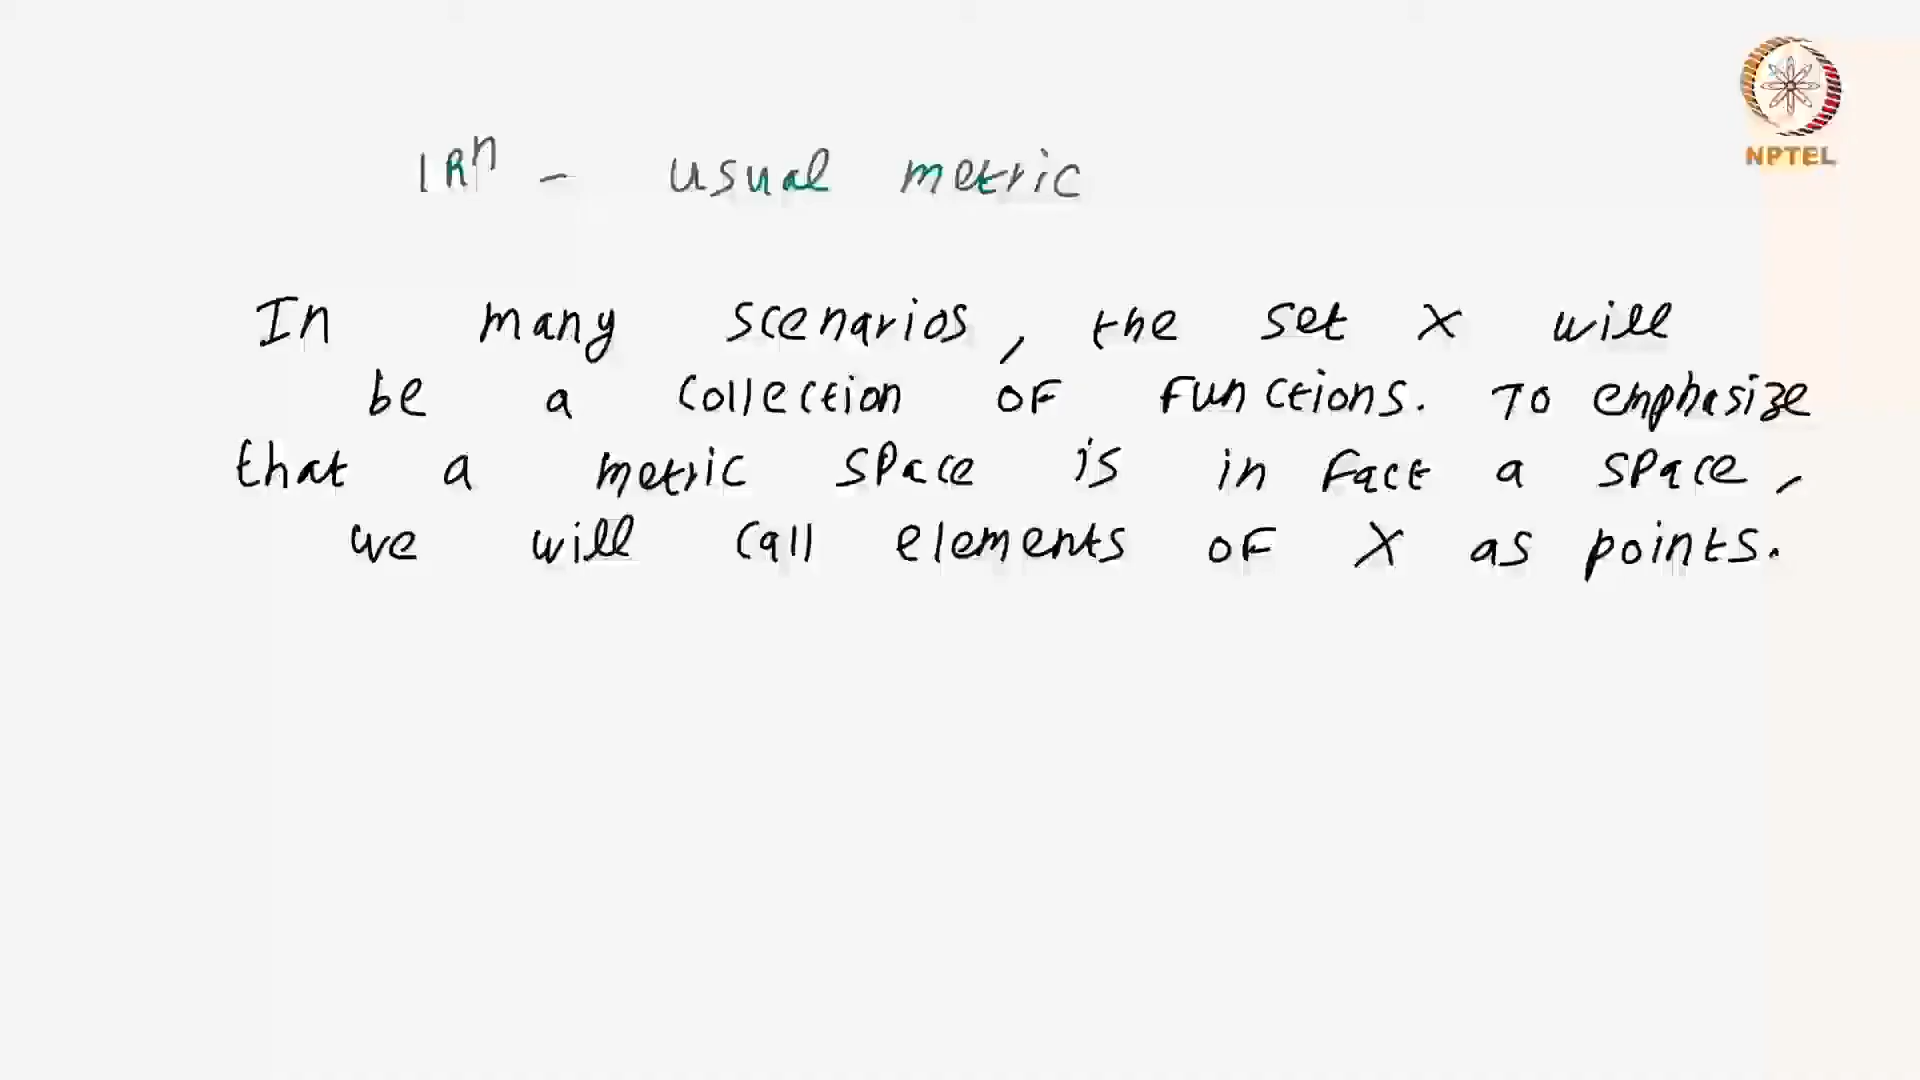 NPTEL
IRⁿ - usual metric
In many scenarios, the set X will
be a collection of functions. To emphasize
that a metric space is in fact a space,
we will call elements of X as points.